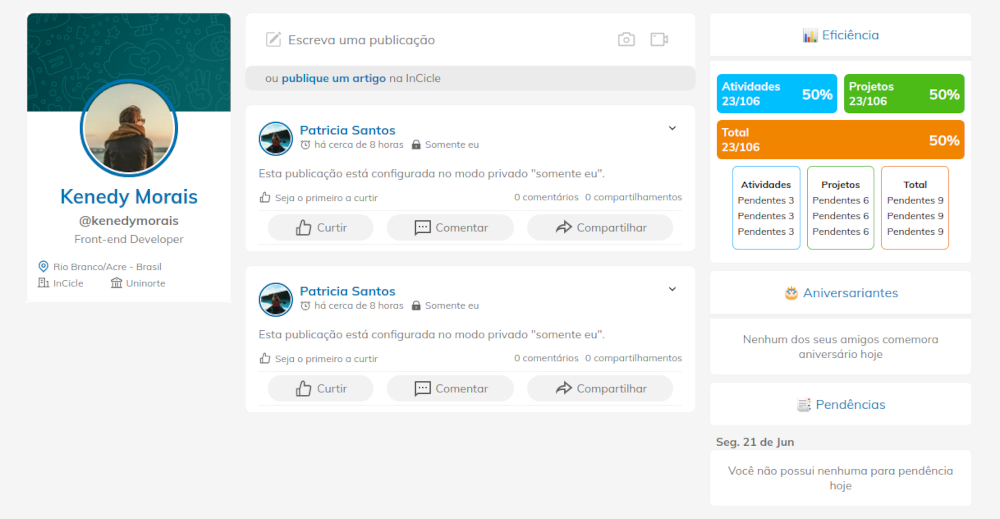 Kenedy Morais
@kenedymorais
Front-end Developer
Rio Branco/Acre - Brasil
InCicle Uninorte
Escreva uma publicação
ou publique um artigo na InCicle
Patricia Santos
há cerca de 8 horas Somente eu
Esta publicação está configurada no modo privado "somente eu".
Seja o primeiro a curtir 0 comentários 0 compartilhamentos
Curtir Comentar Compartilhar
Patricia Santos
há cerca de 8 horas Somente eu
Esta publicação está configurada no modo privado "somente eu".
Seja o primeiro a curtir 0 comentários 0 compartilhamentos
Curtir Comentar Compartilhar
Eficiência
Atividades
23/106 50%
Projetos
23/106 50%
Total
23/106 50%
Atividades
Pendentes 3
Pendentes 3
Pendentes 3
Projetos
Pendentes 6
Pendentes 6
Pendentes 6
Total
Pendentes 9
Pendentes 9
Pendentes 9
Aniversariantes
Nenhum dos seus amigos comemora
aniversário hoje
Pendências
Seg. 21 de Jun
Você não possui nenhuma para pendência
hoje